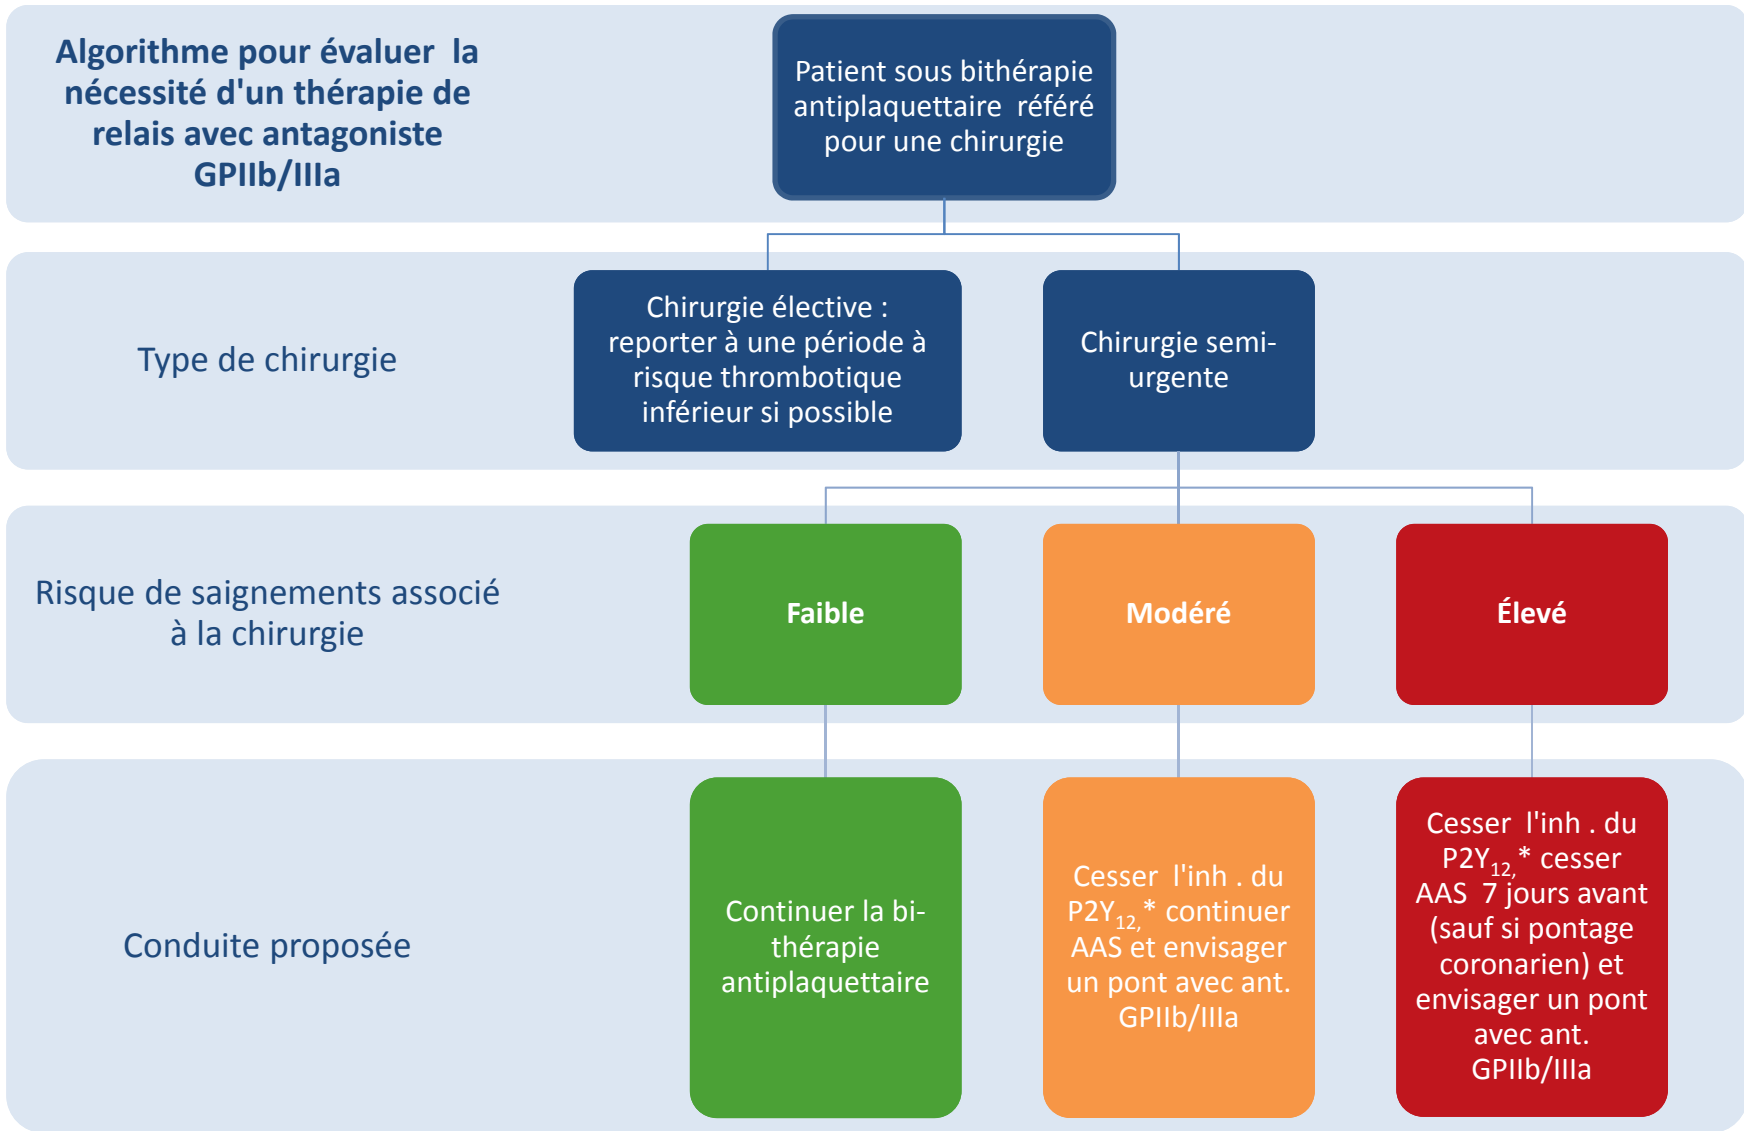 Algorithme pour évaluer la
nécessité d'un thérapie de
relais avec antagoniste
GPIIb/IIIa
Patient sous bithérapie
antiplaquettaire référé
pour une chirurgie
Type de chirurgie
Chirurgie élective :
reporter à une période à
risque thrombotique
inférieur si possible
Chirurgie semi-
urgente
Risque de saignements associé
à la chirurgie
Faible
Modéré
Élevé
Conduite proposée
Continuer la bi-
thérapie
antiplaquettaire
Cesser l'inh . du
P2Y12,* continuer
AAS et envisager
un pont avec ant.
GPIIb/IIIa
Cesser l'inh . du
P2Y12,* cesser
AAS 7 jours avant
(sauf si pontage
coronarien) et
envisager un pont
avec ant.
GPIIb/IIIa